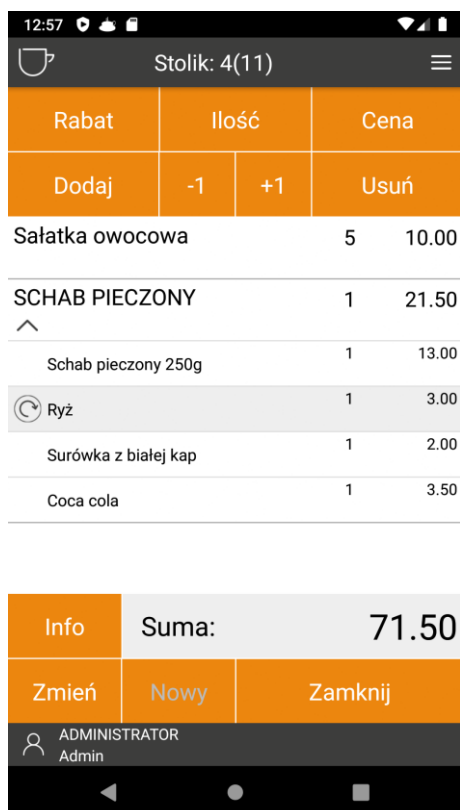 12:57
Stolik: 4(11)
Rabat Ilość Cena
Dodaj -1 +1 Usuń
Sałatka owocowa 5 10.00
SCHAB PIECZONY 1 21.50
Schab pieczony 250g 1 13.00
Ryż 1 3.00
Surówka z białej kap 1 2.00
Coca cola 1 3.50
Info Suma: 71.50
Zmień Nowy Zamknij
ADMINISTRATOR
Admin